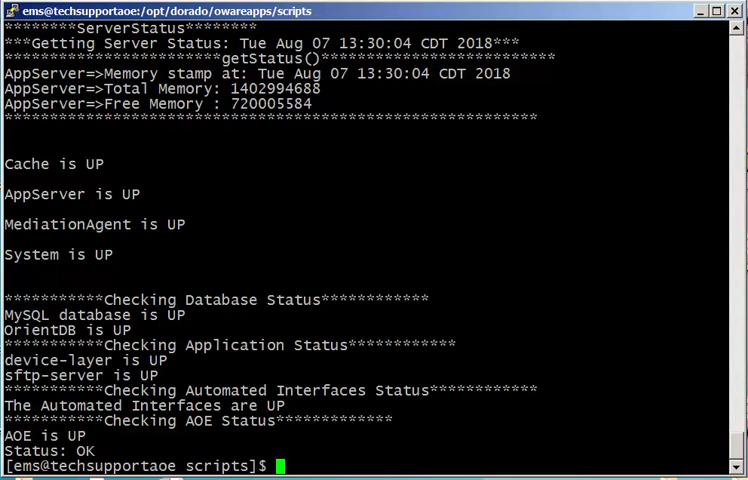 ems@techsupportaoe:/opt/dorado/owareapps/scripts
********ServerStatus********
***Getting Server Status: Tue Aug 07 13:30:04 CDT 2018***
************************getStatus()**************************
AppServer=>Memory stamp at: Tue Aug 07 13:30:04 CDT 2018
AppServer=>Total Memory: 1402994688
AppServer=>Free Memory : 720005584
***********************************************************
Cache is UP
AppServer is UP
MediationAgent is UP
System is UP
***********Checking Database Status************
MySQL database is UP
OrientDB is UP
***********Checking Application Status************
device-layer is UP
sftp-server is UP
***********Checking Automated Interfaces Status************
The Automated Interfaces are UP
***********Checking AOE Status*************
AOE is UP
Status: OK
[ems@techsupportaoe scripts]$